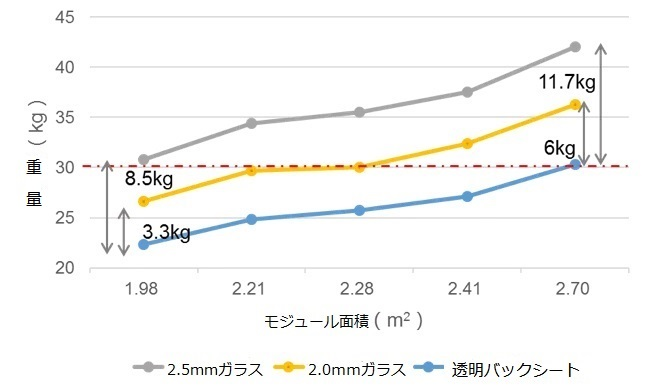 45
40
35
30
25
20
重量（kg）
11.7kg
6kg
8.5kg
3.3kg
1.98 2.21 2.28 2.41 2.70
モジュール面積（m²）
2.5mmガラス 2.0mmガラス 透明バックシート